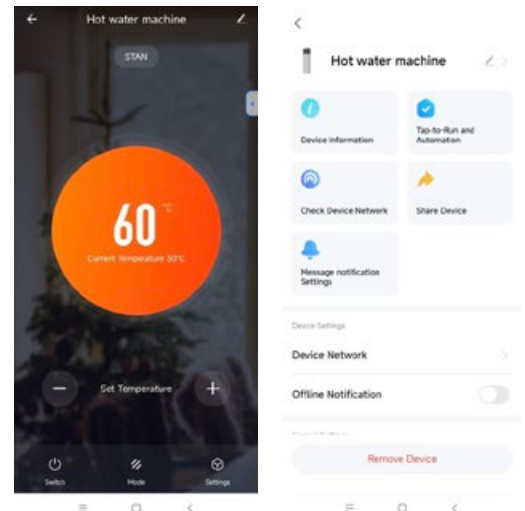 Hot water machine
STAN
60 °C
Current Temperature 50°C
Set Temperature
Switch
Mode
Settings
Hot water machine
Device Information
Tap-to-Run and
Automation
Check Device Network
Share Device
Message notification
Settings
Device Settings
Device Network
Offline Notification
Remove Device